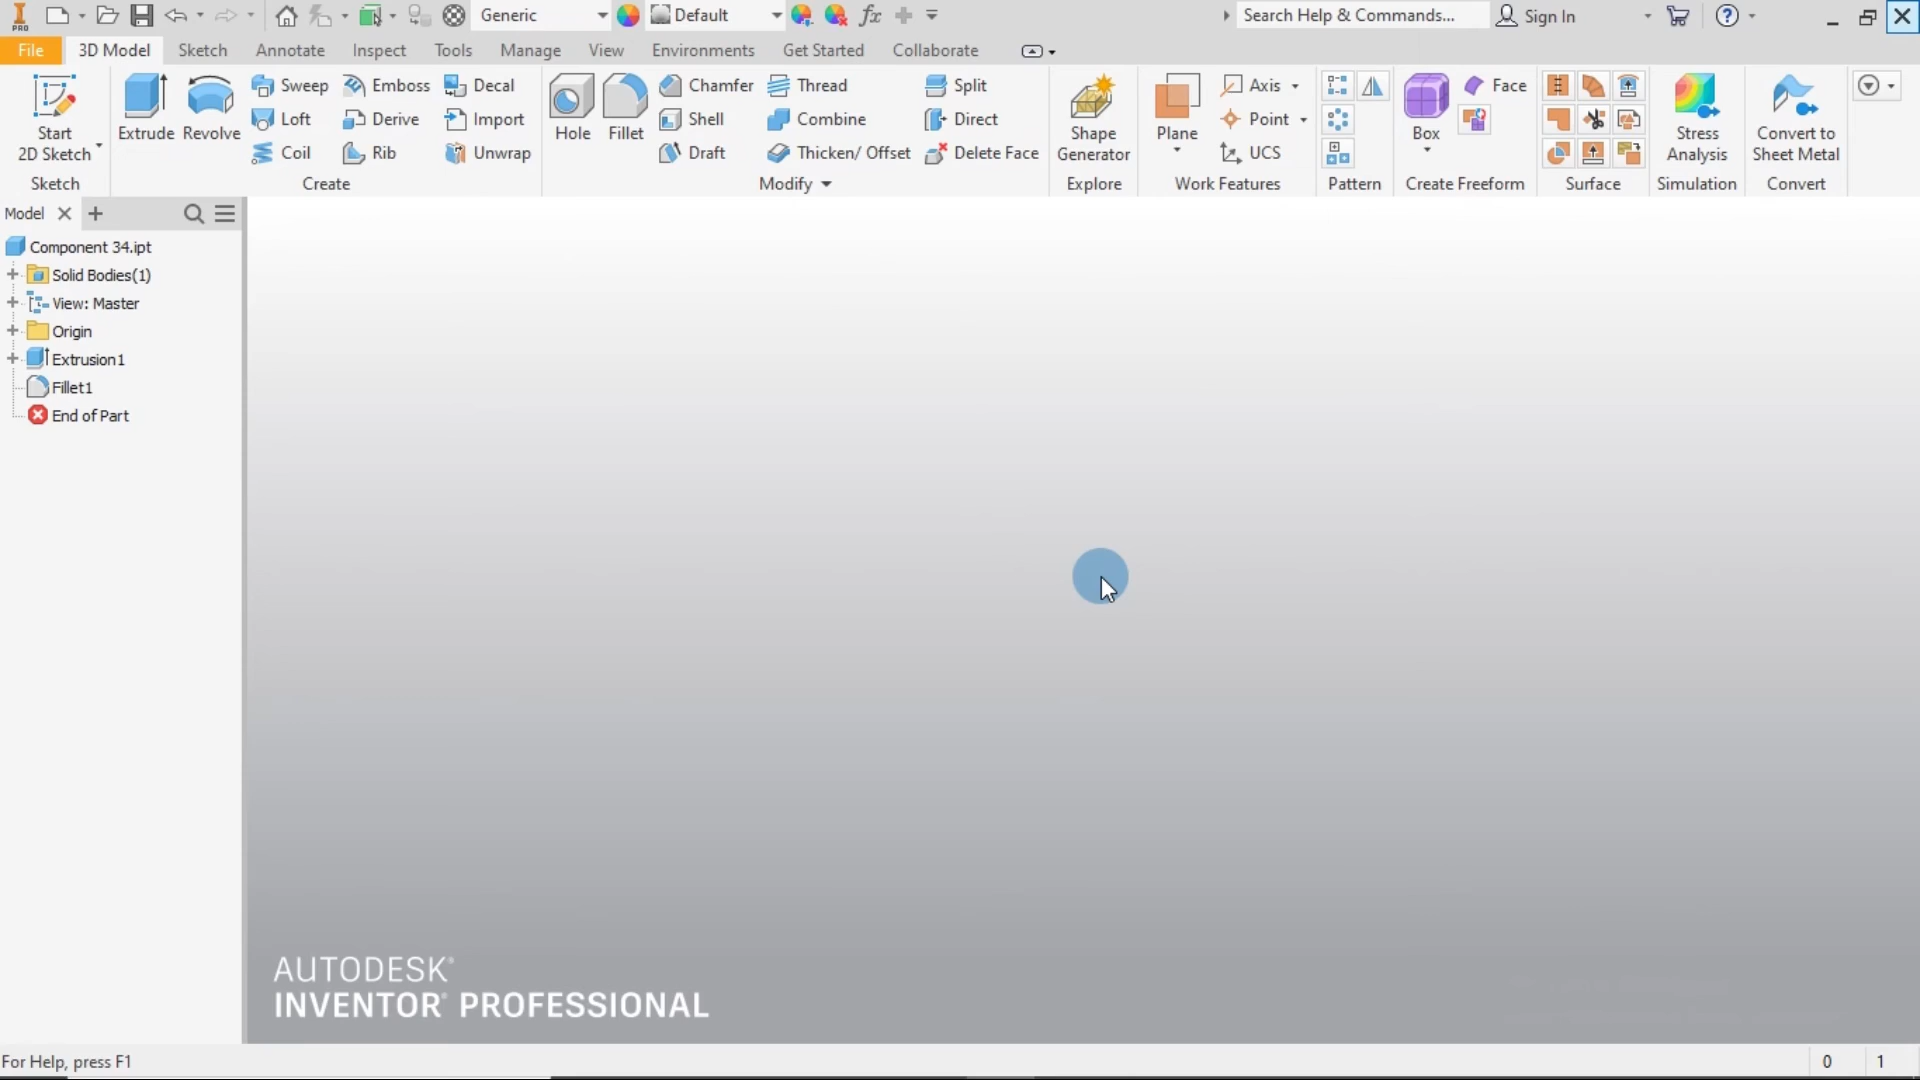 Generic
Default
fx
Search Help & Commands...
Sign In
PRO
File
3D Model
Sketch
Annotate
Inspect
Tools
Manage
View
Environments
Get Started
Collaborate
Start
2D Sketch
Sketch
Extrude
Revolve
Sweep
Loft
Coil
Emboss
Derive
Rib
Decal
Import
Unwrap
Create
Hole
Fillet
Chamfer
Shell
Draft
Thread
Combine
Thicken/ Offset
Split
Direct
Delete Face
Modify
Shape
Generator
Explore
Plane
Axis
Point
UCS
Work Features
Pattern
Box
Face
Create Freeform
Surface
Stress
Analysis
Simulation
Convert to
Sheet Metal
Convert
Model
Component 34.ipt
Solid Bodies(1)
View: Master
Origin
Extrusion1
Fillet1
End of Part
AUTODESK®
INVENTOR® PROFESSIONAL
For Help, press F1
0
1